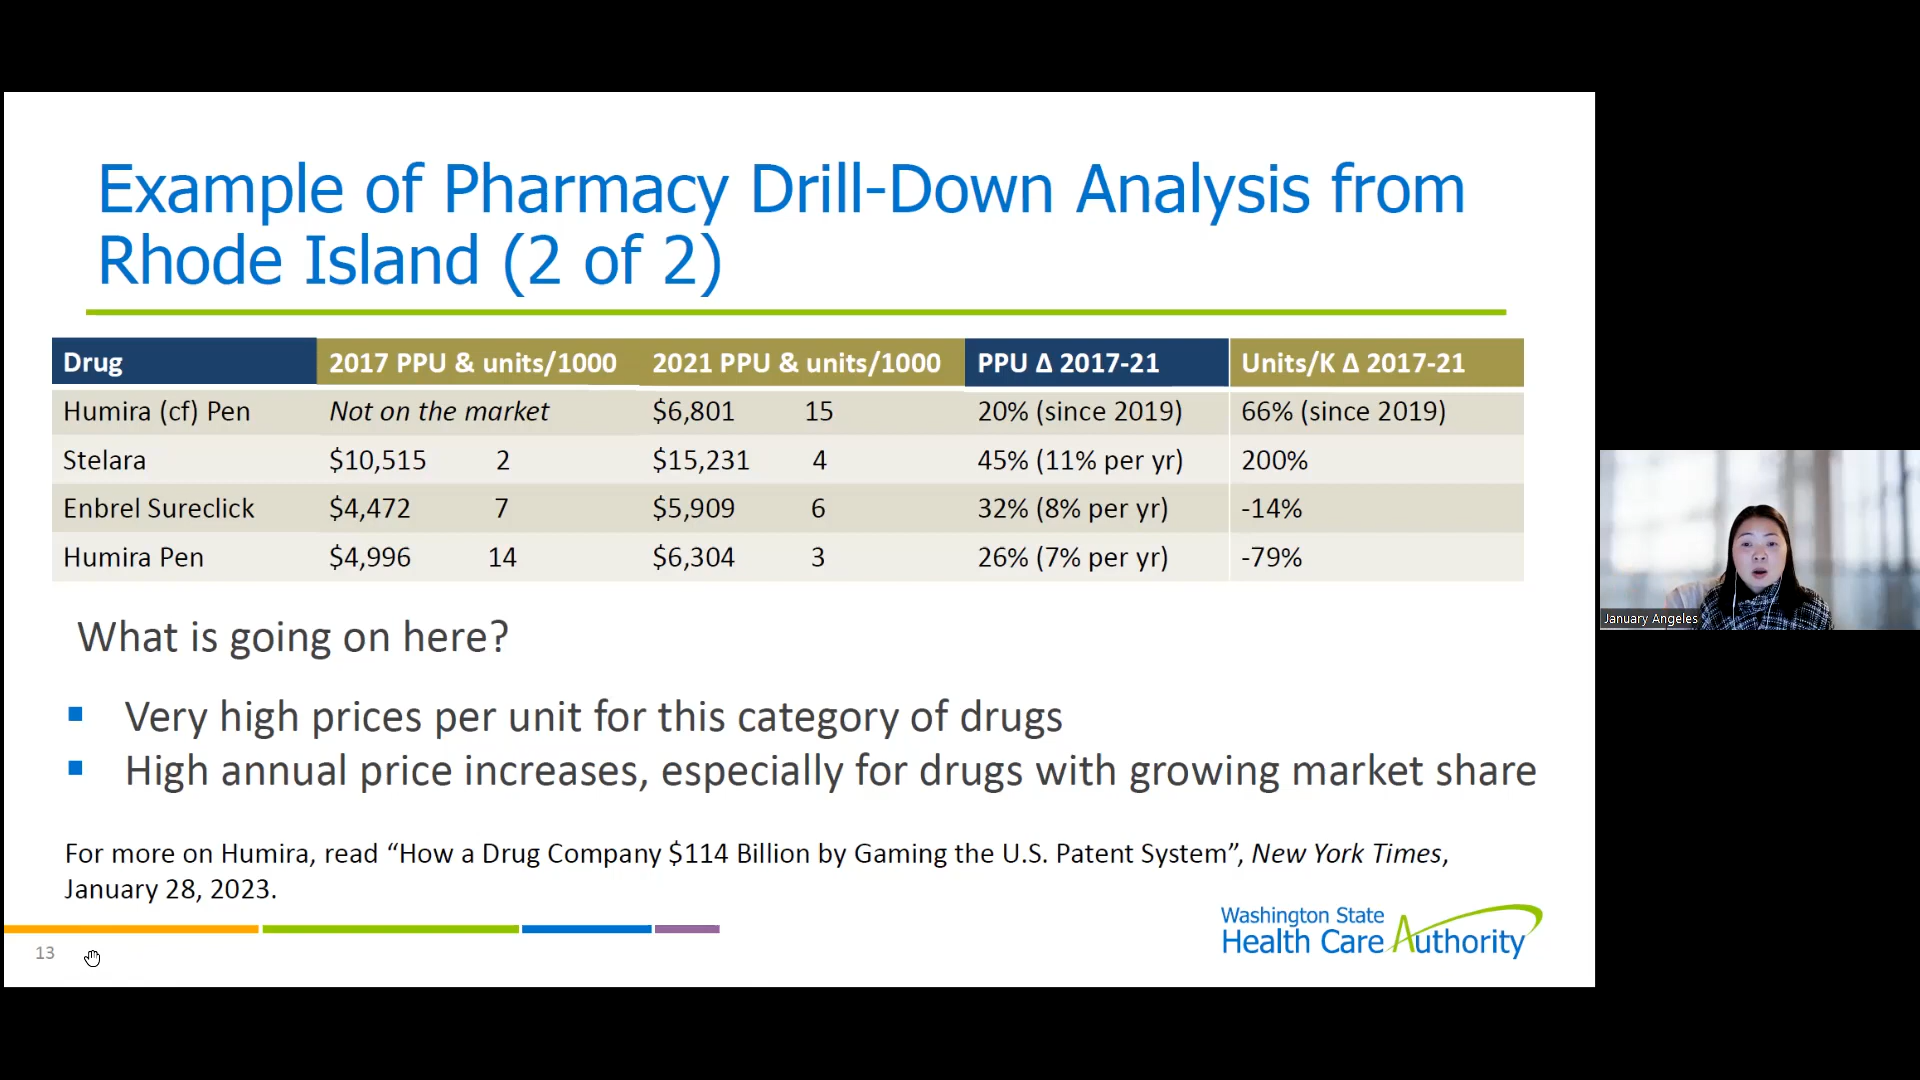 Example of Pharmacy Drill-Down Analysis from
Rhode Island (2 of 2)
Drug 2017 PPU & units/1000 2021 PPU & units/1000 PPU Δ 2017-21 Units/K Δ 2017-21
Humira (cf) Pen Not on the market $6,801 15 20% (since 2019) 66% (since 2019)
Stelara $10,515 2 $15,231 4 45% (11% per yr) 200%
Enbrel Sureclick $4,472 7 $5,909 6 32% (8% per yr) -14%
Humira Pen $4,996 14 $6,304 3 26% (7% per yr) -79%
What is going on here?
▪ Very high prices per unit for this category of drugs
▪ High annual price increases, especially for drugs with growing market share
For more on Humira, read “How a Drug Company $114 Billion by Gaming the U.S. Patent System”, New York Times,
January 28, 2023.
Washington State
Health Care Authority
13
January Angeles